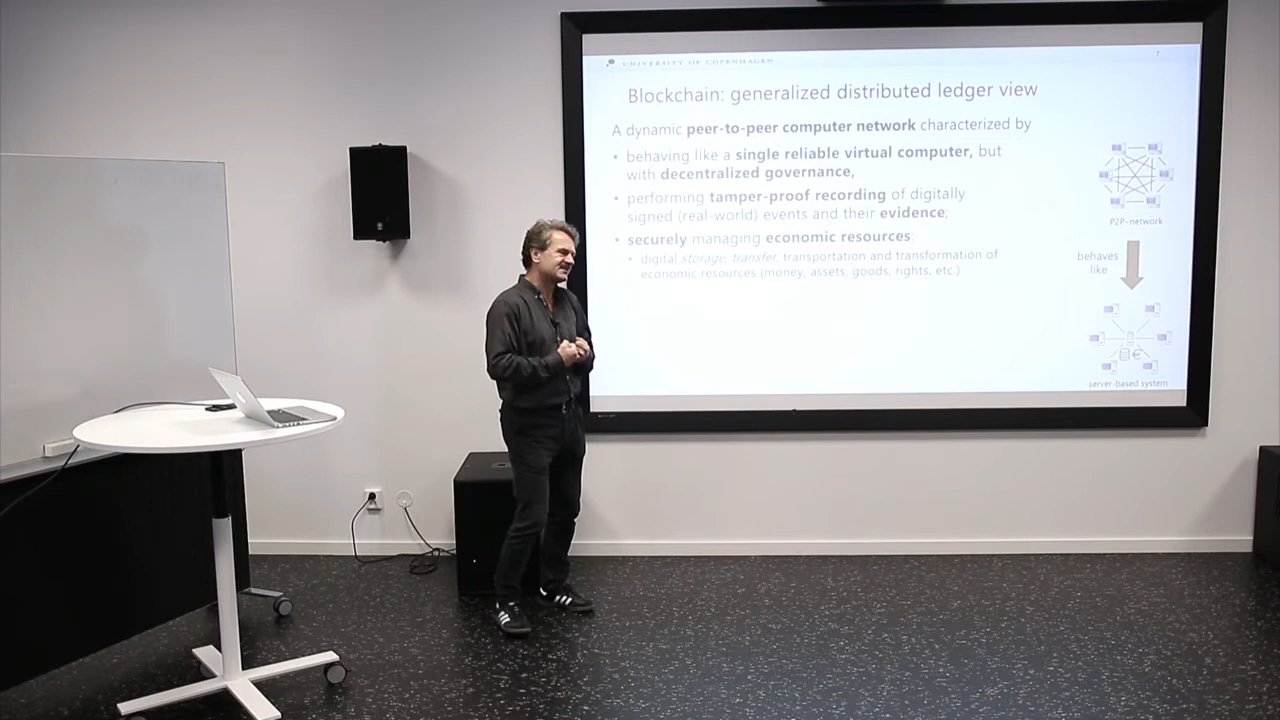 UNIVERSITY OF COPENHAGEN
Blockchain: generalized distributed ledger view
A dynamic peer-to-peer computer network characterized by
• behaving like a single reliable virtual computer, but
with decentralized governance,
• performing tamper-proof recording of digitally
signed (real-world) events and their evidence;
• securely managing economic resources:
• digital storage, transfer, transportation and transformation of
economic resources (money, assets, goods, rights, etc.)
P2P-network
behaves
like
€
server-based system